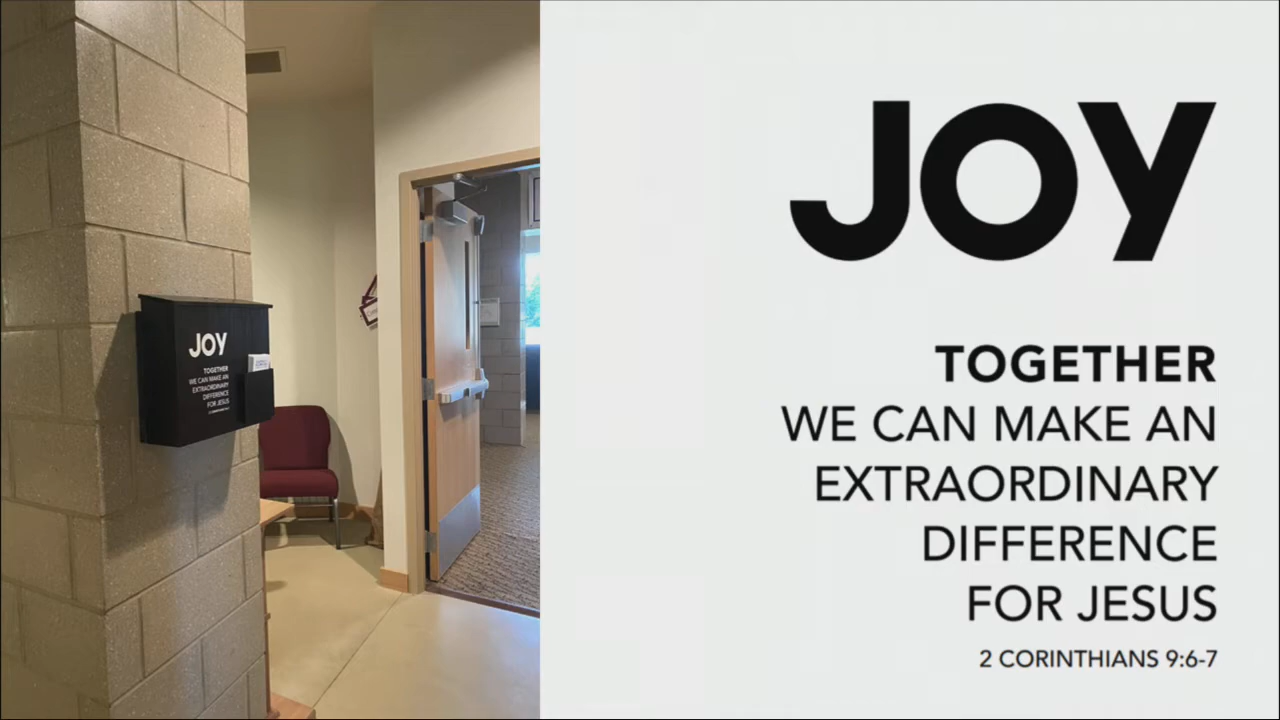 JOY
TOGETHER
WE CAN MAKE AN
EXTRAORDINARY
DIFFERENCE
FOR JESUS
JOY
TOGETHER
WE CAN MAKE AN
EXTRAORDINARY
DIFFERENCE
FOR JESUS
2 CORINTHIANS 9:6-7